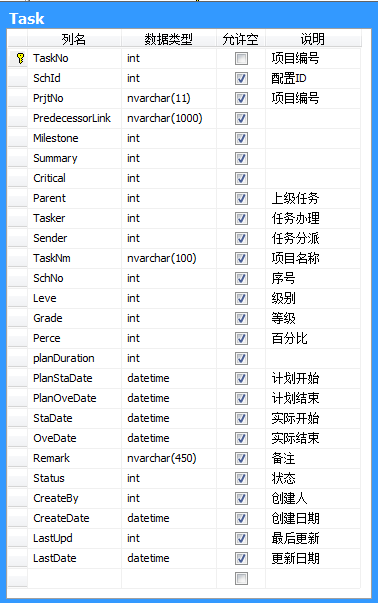 Task
列名 数据类型 允许空 说明
TaskNo int 项目编号
SchId int 配置ID
PrjtNo nvarchar(11) 项目编号
PredecessorLink nvarchar(1000)
Milestone int
Summary int
Critical int
Parent int 上级任务
Tasker int 任务办理
Sender int 任务分派
TaskNm nvarchar(100) 项目名称
SchNo int 序号
Leve int 级别
Grade int 等级
Perce int 百分比
planDuration int
PlanStaDate datetime 计划开始
PlanOveDate datetime 计划结束
StaDate datetime 实际开始
OveDate datetime 实际结束
Remark nvarchar(450) 备注
Status int 状态
CreateBy int 创建人
CreateDate datetime 创建日期
LastUpd int 最后更新
LastDate datetime 更新日期